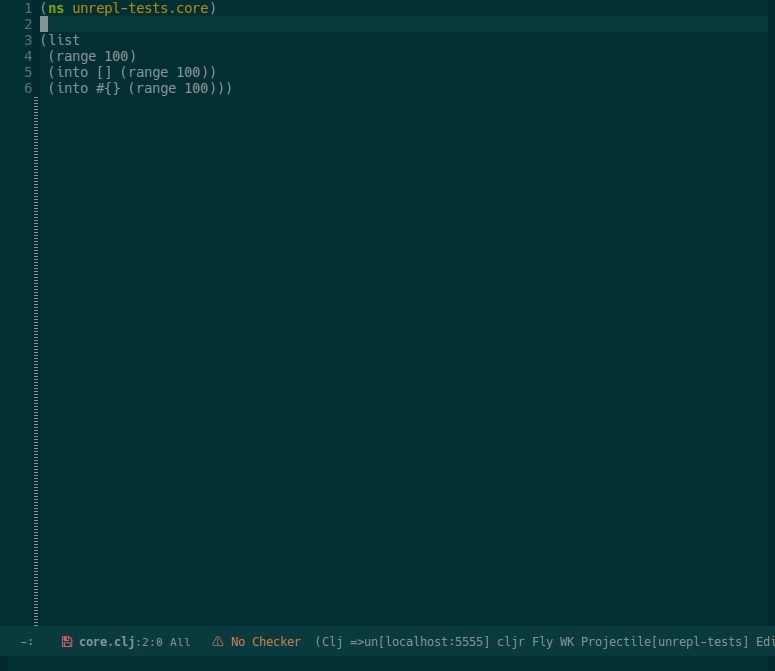 1 (ns unrepl-tests.core)
2
3 (list
4  (range 100)
5  (into [] (range 100))
6  (into #{} (range 100)))
-: core.clj:2:0 All ⚠ No Checker (Clj =>un[localhost:5555] cljr Fly WK Projectile[unrepl-tests] Edi